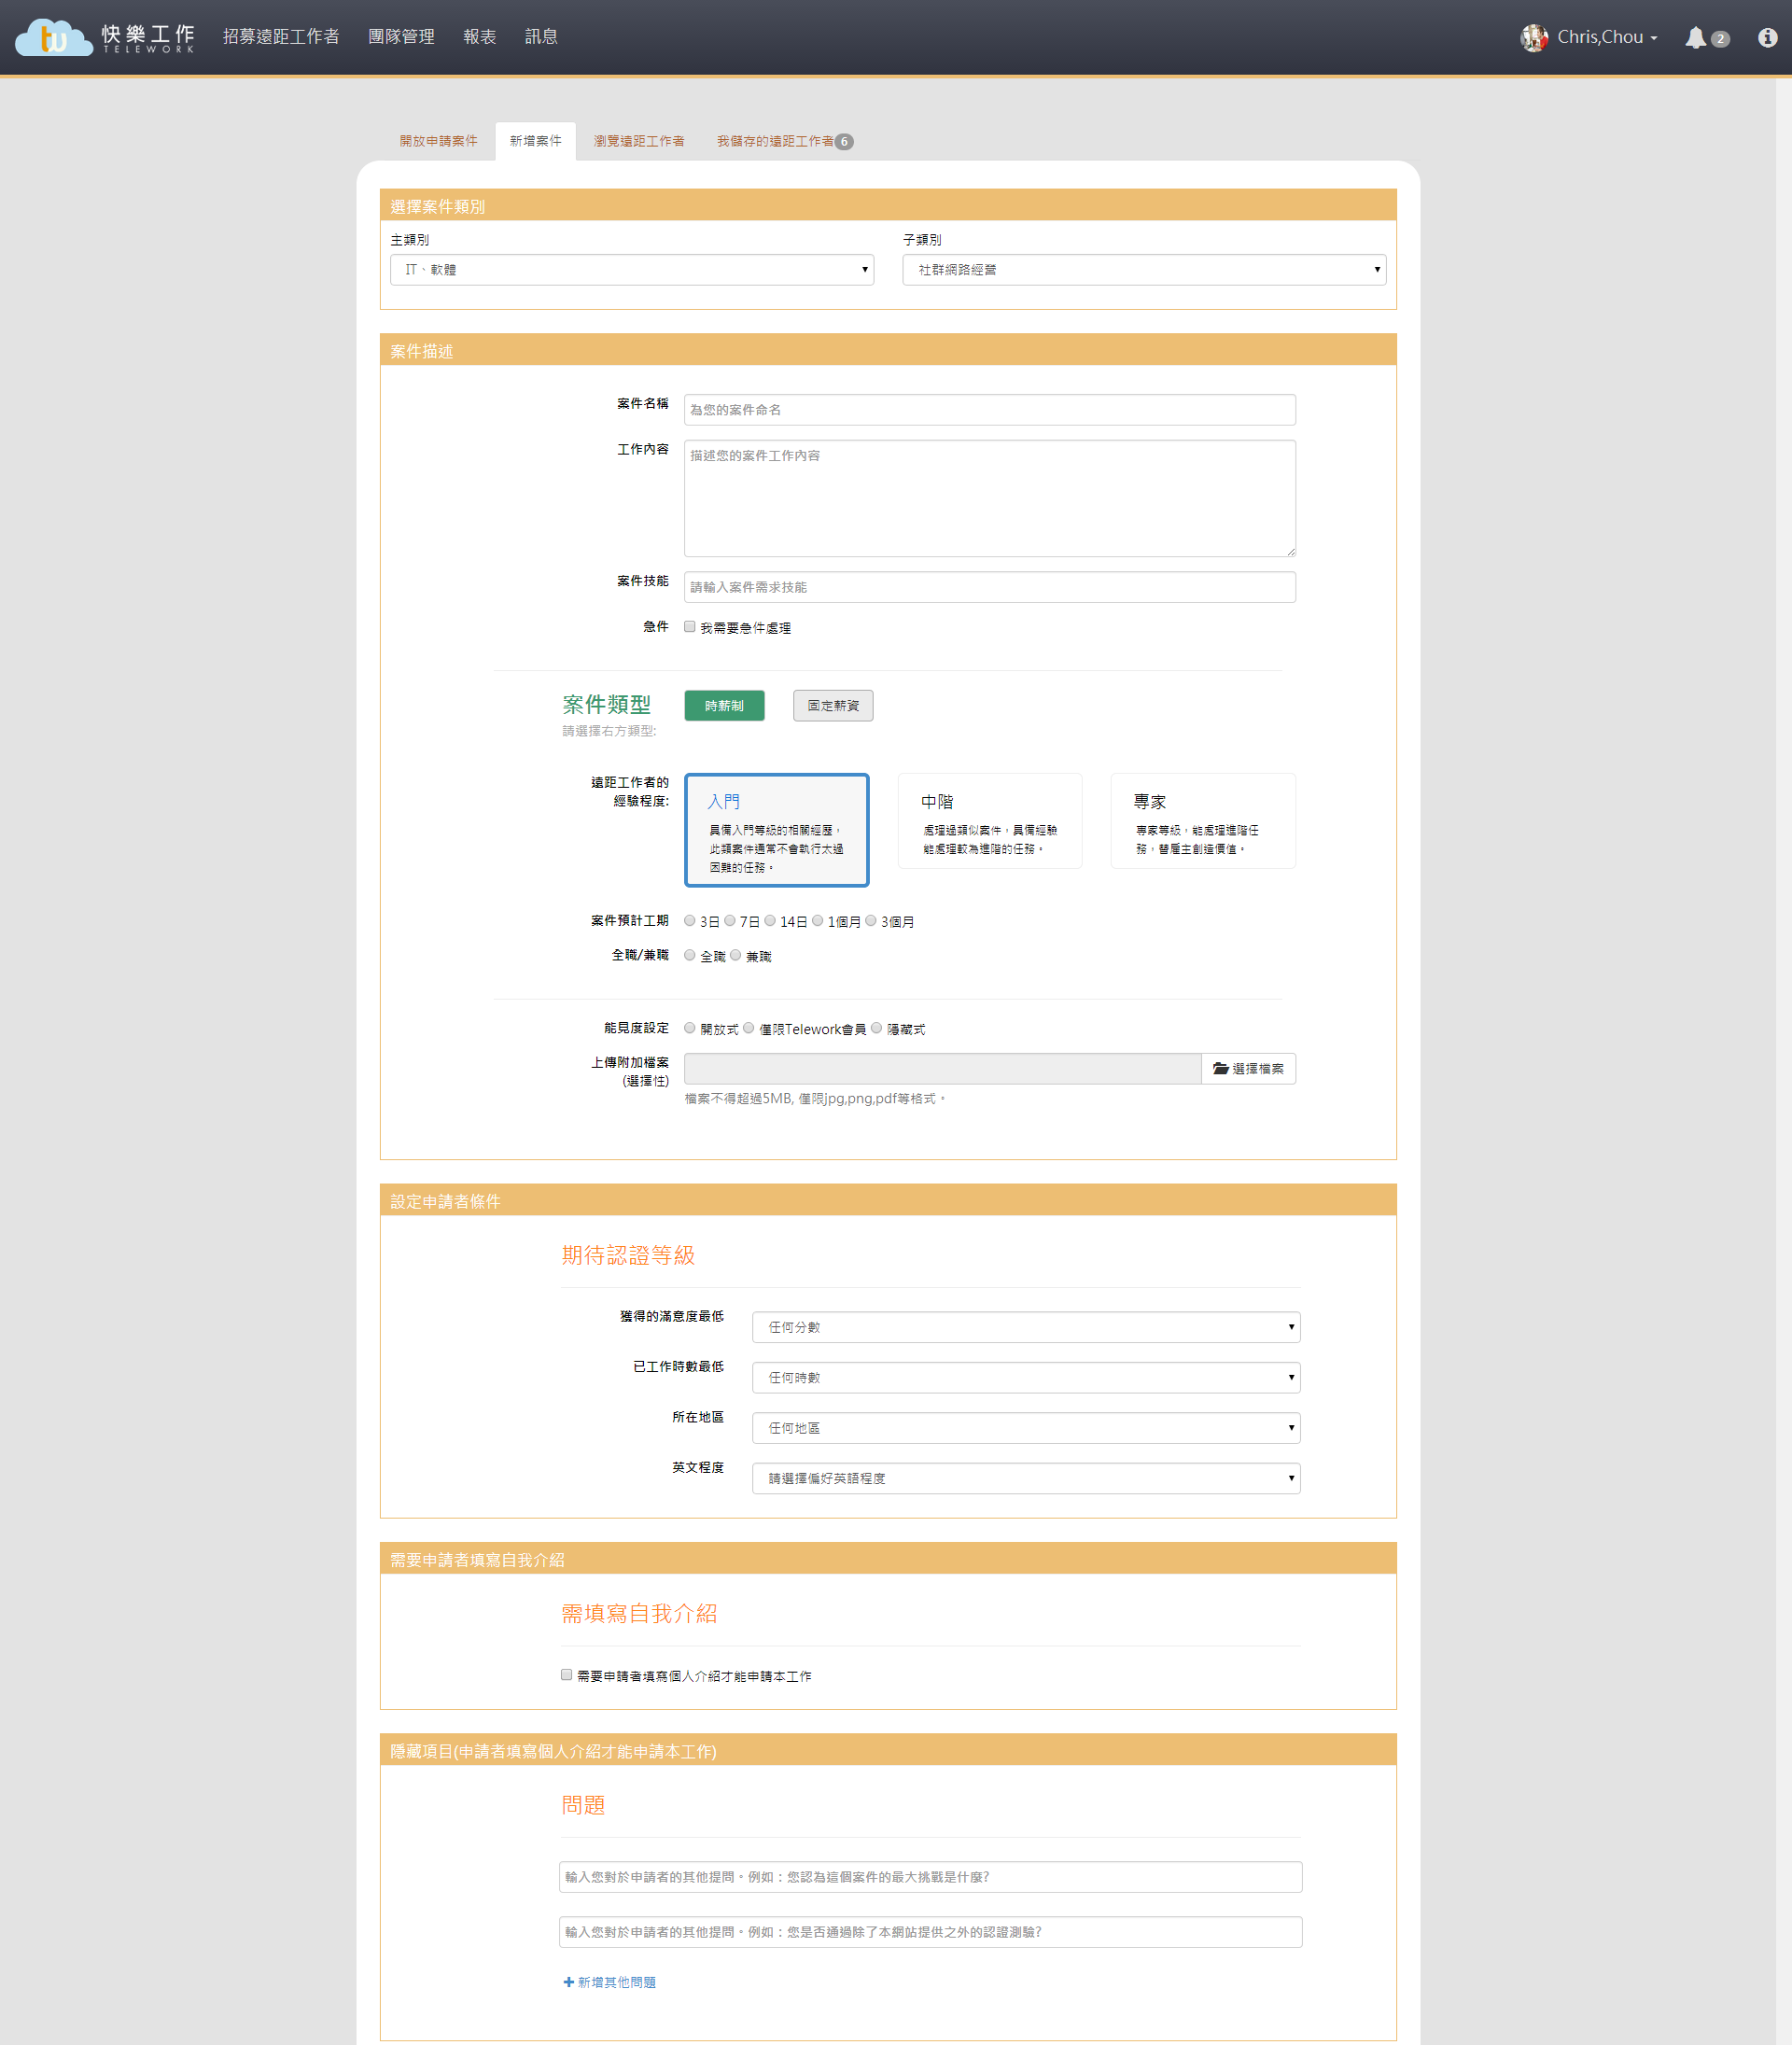 tw 快樂工作 TELEWORK 招募遠距工作者 團隊管理 報表 訊息 Chris,Chou 2
開放申請案件 新增案件 瀏覽遠距工作者 我儲存的遠距工作者 6
選擇案件類別
主類別 子類別
IT、軟體 社群網路經營
案件描述
案件名稱 為您的案件命名
工作內容 描述您的案件工作內容
案件技能 請輸入案件需求技能
急件 我需要急件處理
案件類型 時薪制 固定薪資
請選擇右方類型:
遠距工作者的
經驗程度:
入門
具備入門等級的相關經歷，
此類案件通常不會執行太過
困難的任務。
中階
處理過類似案件，具備經驗
能處理較為進階的任務。
專家
專家等級，能處理進階任
務，替雇主創造價值。
案件預計工期 3日 7日 14日 1個月 3個月
全職/兼職 全職 兼職
能見度設定 開放式 僅限Telework會員 隱藏式
上傳附加檔案
(選擇性)
選擇檔案
檔案不得超過5MB, 僅限jpg,png,pdf等格式。
設定申請者條件
期待認證等級
獲得的滿意度最低 任何分數
已工作時數最低 任何時數
所在地區 任何地區
英文程度 請選擇偏好英語程度
需要申請者填寫自我介紹
需填寫自我介紹
需要申請者填寫個人介紹才能申請本工作
隱藏項目(申請者填寫個人介紹才能申請本工作)
問題
輸入您對於申請者的其他提問。例如：您認為這個案件的最大挑戰是什麼?
輸入您對於申請者的其他提問。例如：您是否通過除了本網站提供之外的認證測驗?
新增其他問題